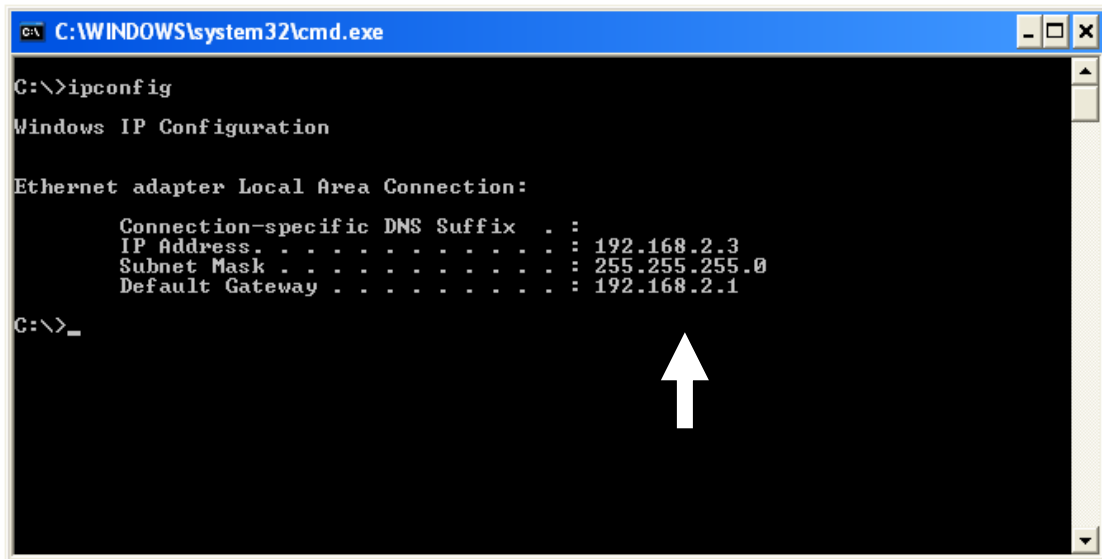 C:\WINDOWS\system32\cmd.exe
C:\>ipconfig
Windows IP Configuration
Ethernet adapter Local Area Connection:
Connection-specific DNS Suffix . :
IP Address. . . . . . . . . . . . : 192.168.2.3
Subnet Mask . . . . . . . . . . . : 255.255.255.0
Default Gateway . . . . . . . . . : 192.168.2.1
C:\>_